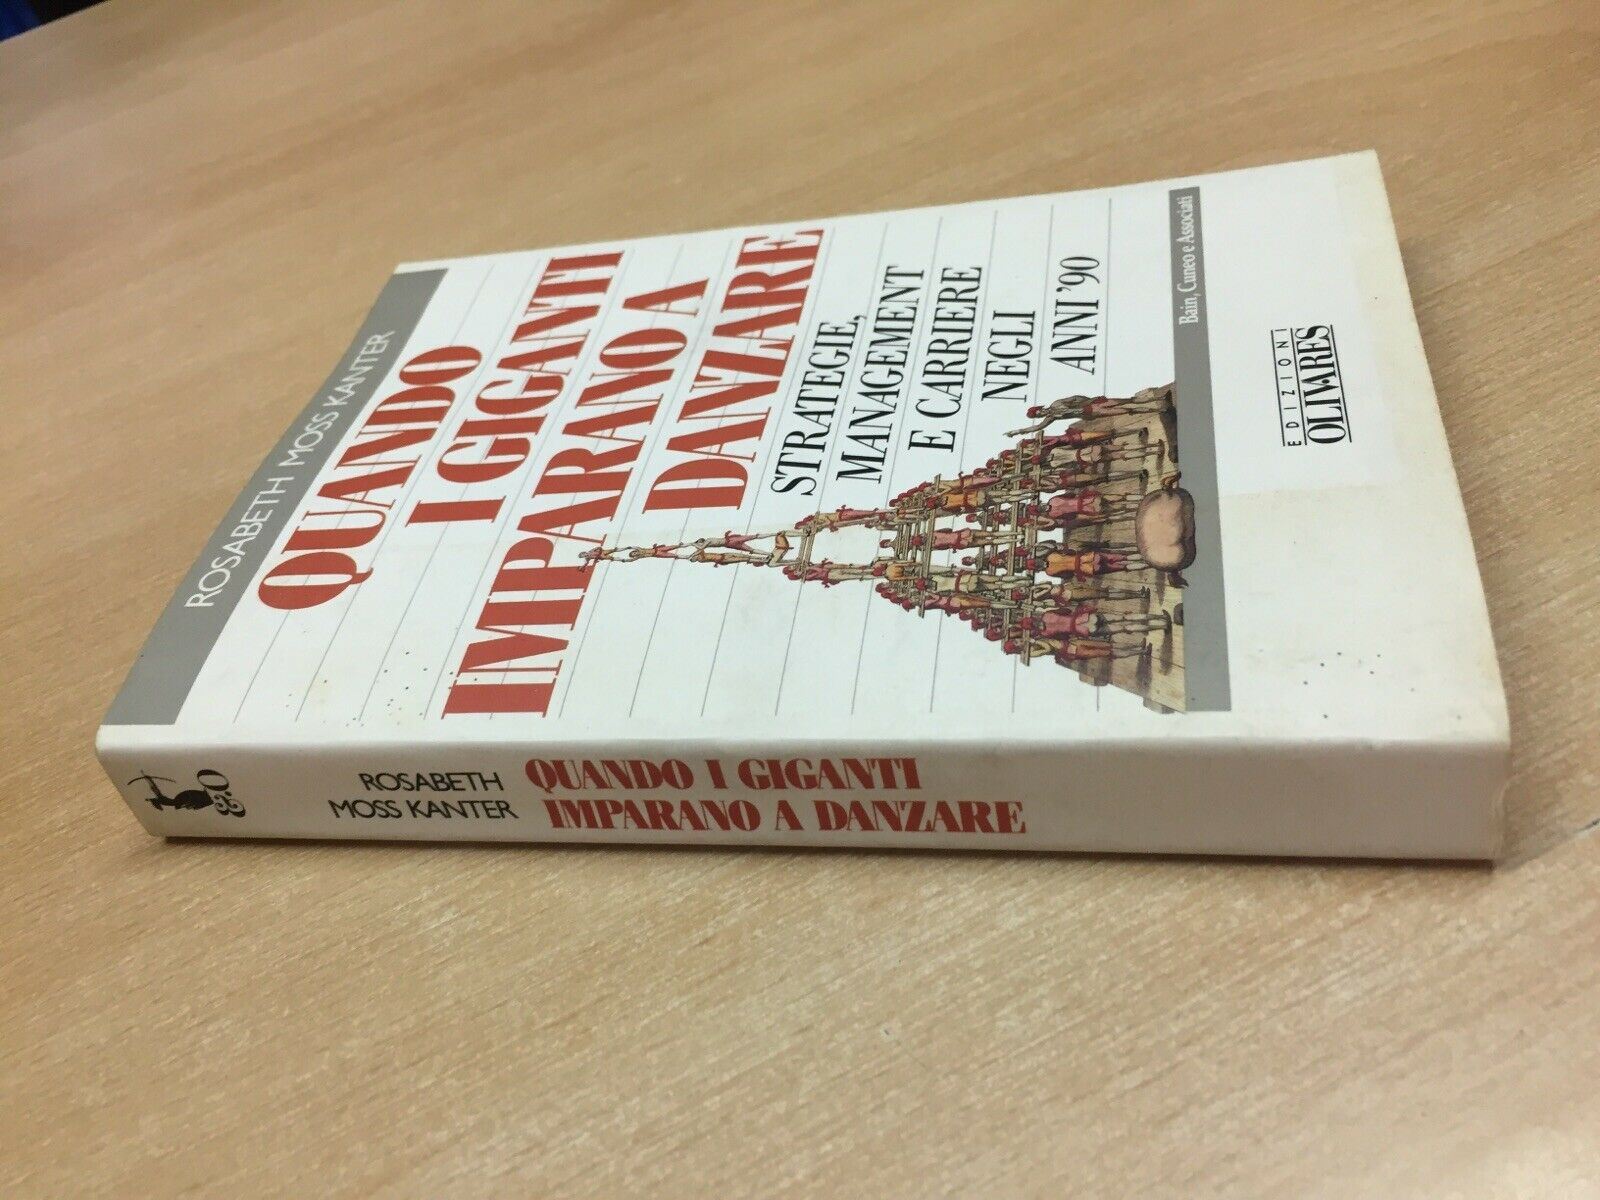 ROSABETH MOSS KANTER
QUANDO
I GIGANTI
IMPARANO A
DANZARE
STRATEGIE,
MANAGEMENT
E CARRIERE
NEGLI
ANNI '90
Bain, Cuneo e Associati
EDIZIONI
OLIVARES
&O
ROSABETH
MOSS KANTER
QUANDO I GIGANTI
IMPARANO A DANZARE